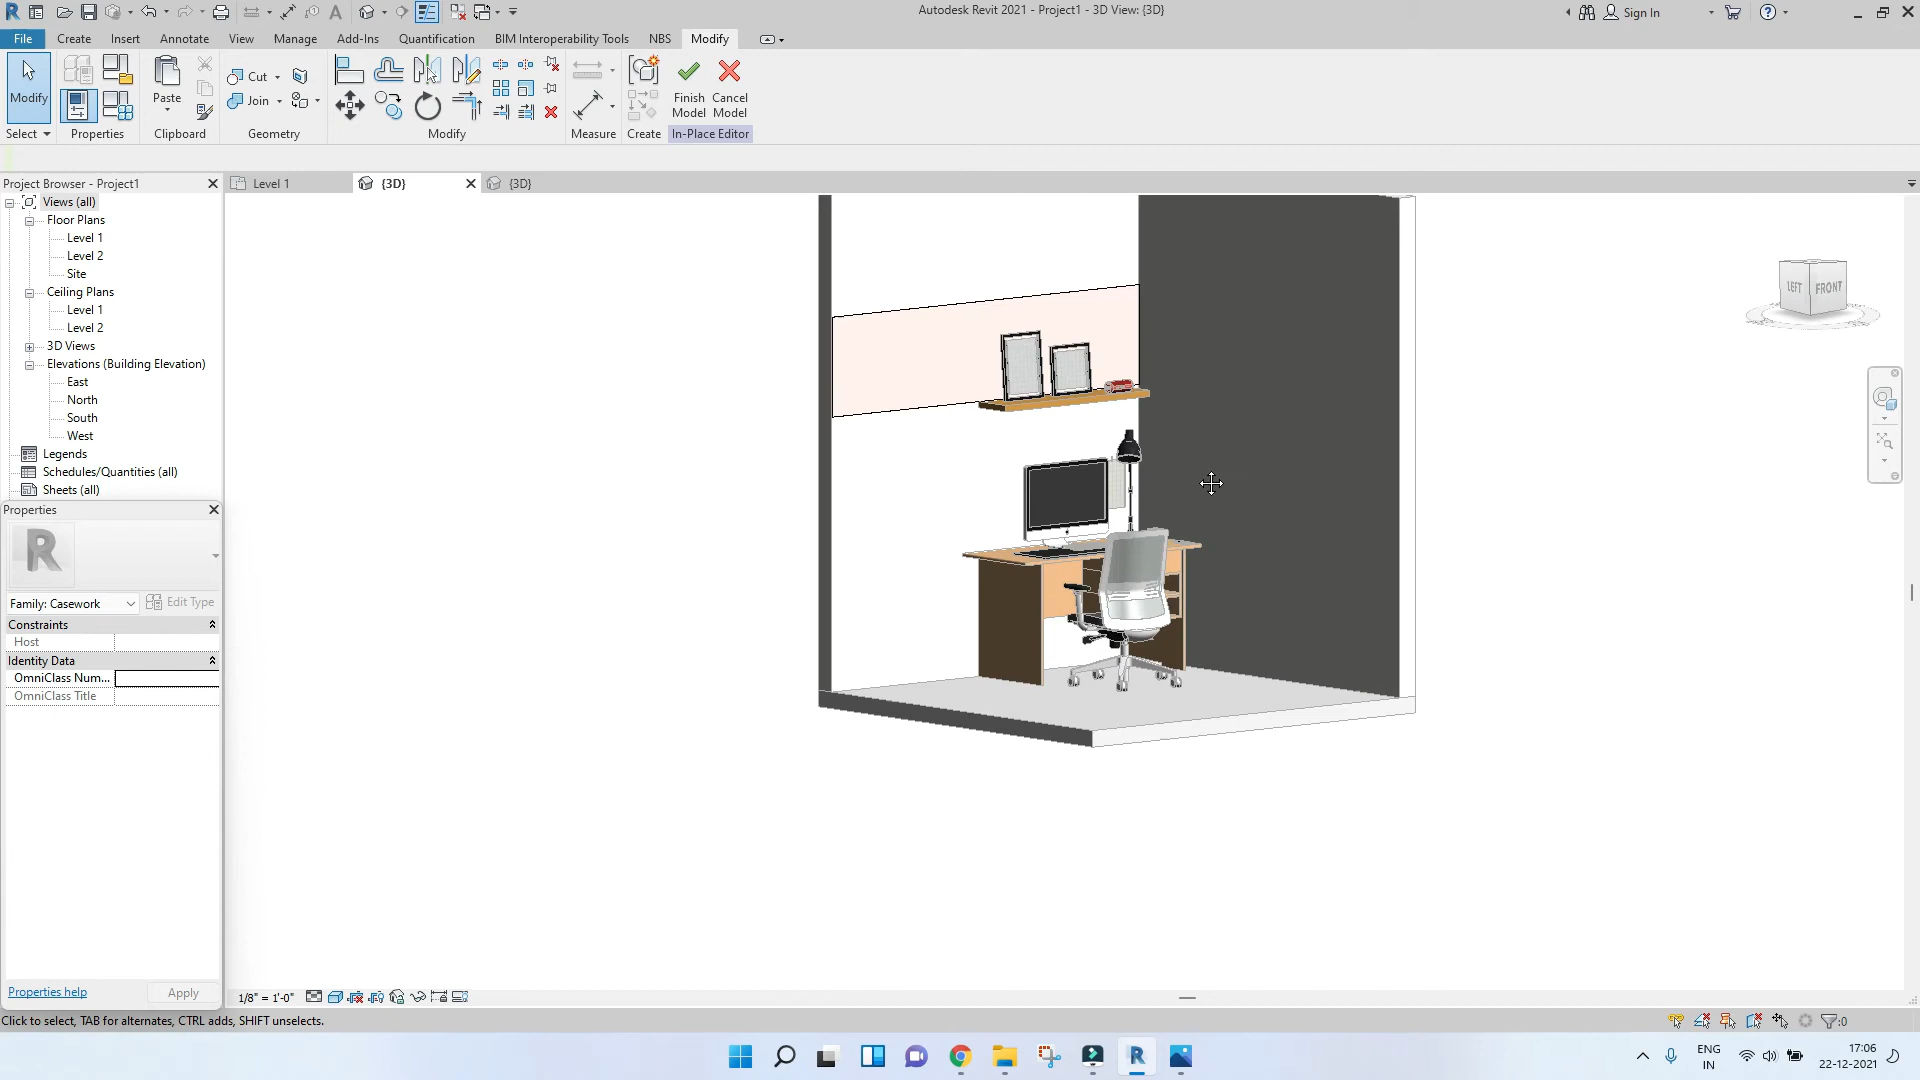 Autodesk Revit 2021 - Project1 - 3D View: {3D}
Sign In
File Create Insert Annotate View Manage Add-Ins Quantification BIM Interoperability Tools NBS Modify
Modify
Paste
Cut
Join
Finish Model
Cancel Model
Select Properties Clipboard Geometry Modify Measure Create In-Place Editor
Project Browser - Project1
Level 1
{3D}
{3D}
Views (all)
Floor Plans
Level 1
Level 2
Site
Ceiling Plans
Level 1
Level 2
3D Views
Elevations (Building Elevation)
East
North
South
West
Legends
Schedules/Quantities (all)
Sheets (all)
LEFT FRONT
Properties
R
Family: Casework
Edit Type
Constraints
Host
Identity Data
OmniClass Num...
OmniClass Title
Properties help
Apply
1/8" = 1'-0"
Click to select, TAB for alternates, CTRL adds, SHIFT unselects.
:0
ENG
IN
17:06
22-12-2021